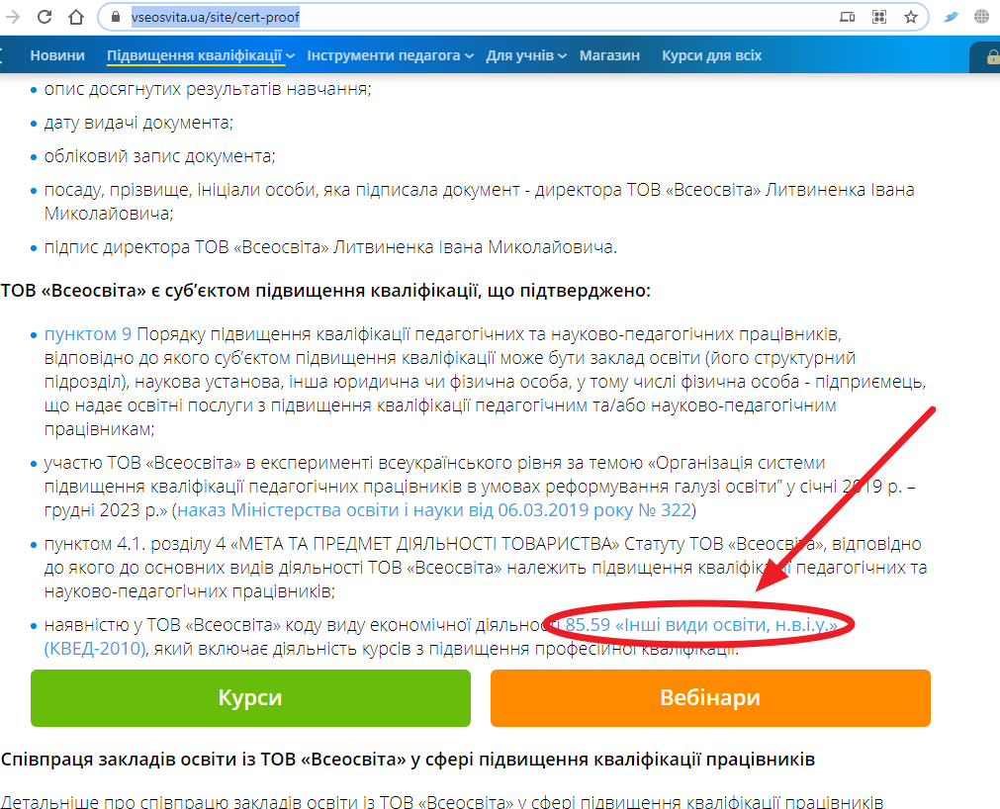 vseosvita.ua/site/cert-proof
Новини Підвищення кваліфікації Інструменти педагога Для учнів Магазин Курси для всіх
опис досягнутих результатів навчання;
дату видачі документа;
обліковий запис документа;
посаду, прізвище, ініціали особи, яка підписала документ - директора ТОВ «Всеосвіта» Литвиненка Івана
Миколайовича;
підпис директора ТОВ «Всеосвіта» Литвиненка Івана Миколайовича.
ТОВ «Всеосвіта» є суб’єктом підвищення кваліфікації, що підтверджено:
пунктом 9 Порядку підвищення кваліфікації педагогічних та науково-педагогічних працівників,
відповідно до якого суб’єктом підвищення кваліфікації може бути заклад освіти (його структурний
підрозділ), наукова установа, інша юридична чи фізична особа, у тому числі фізична особа - підприємець,
що надає освітні послуги з підвищення кваліфікації педагогічним та/або науково-педагогічним
працівникам;
участю ТОВ «Всеосвіта» в експерименті всеукраїнського рівня за темою «Організація системи
підвищення кваліфікації педагогічних працівників в умовах реформування галузі освіти” у січні 2019 р. –
грудні 2023 р.» (наказ Міністерства освіти і науки від 06.03.2019 року № 322)
пунктом 4.1. розділу 4 «МЕТА ТА ПРЕДМЕТ ДІЯЛЬНОСТІ ТОВАРИСТВА» Статуту ТОВ «Всеосвіта», відповідно
до якого до основних видів діяльності ТОВ «Всеосвіта» належить підвищення кваліфікації педагогічних та
науково-педагогічних працівників;
наявністю у ТОВ «Всеосвіта» коду виду економічної діяльності 85.59 «Інші види освіти, н.в.і.у.»
(КВЕД-2010), який включає діяльність курсів з підвищення професійної кваліфікації.
Курси Вебінари
Співпраця закладів освіти із ТОВ «Всеосвіта» у сфері підвищення кваліфікації працівників
Детальніше про співпрацю закладів освіти із ТОВ «Всеосвіта» у сфері підвищення кваліфікації працівників